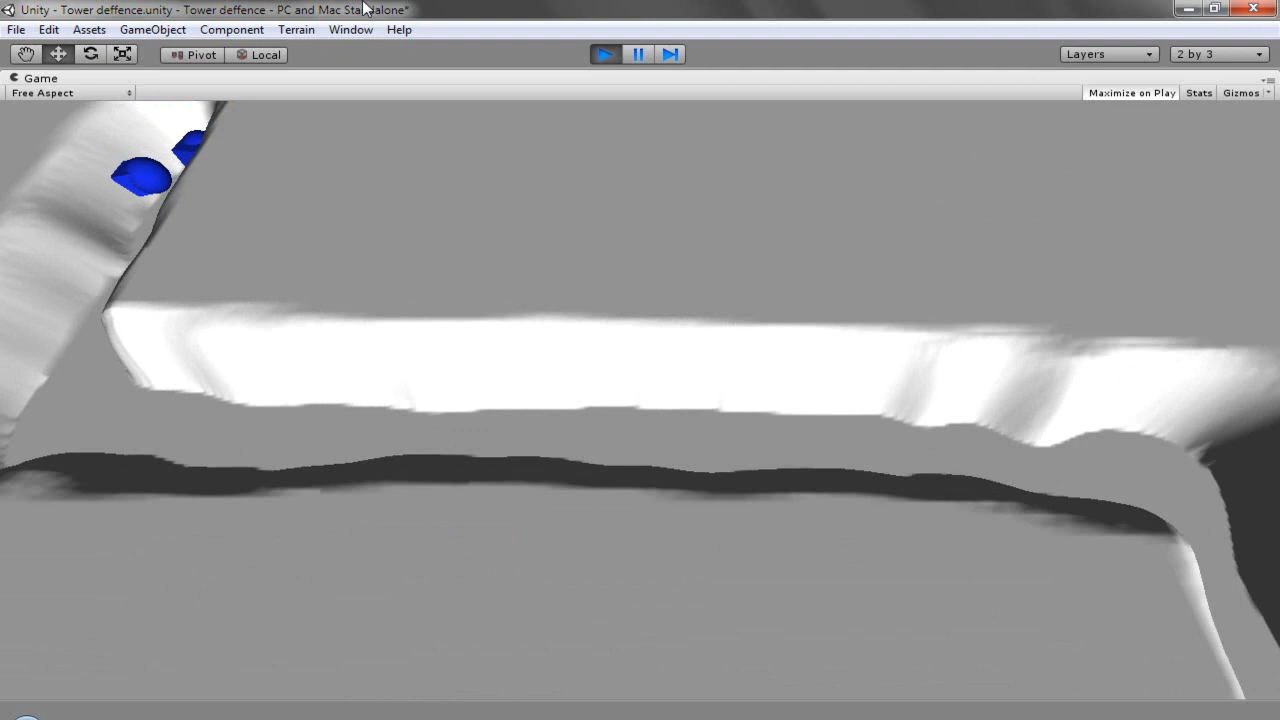 Unity - Tower deffence.unity - Tower deffence - PC and Mac Standalone*
File Edit Assets GameObject Component Terrain Window Help
Pivot Local Layers 2 by 3
Game
Free Aspect Maximize on Play Stats Gizmos